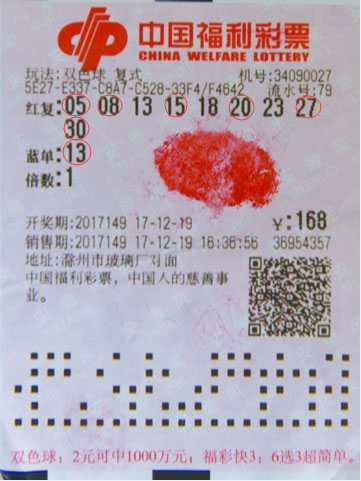 中国福利彩票
CHINA WELFARE LOTTERY
玩法:双色球 复式 机号:34090027
5E27-E337-C8A7-C528-33F4/F4642 流水号:79
红复:05 08 13 15 18 20 23 27
30
蓝单:13
倍数:1
开奖期:2017149 17-12-19 ¥:168
销售期:2017149 17-12-19 16:36:56 36954357
地址:滁州市玻璃厂对面
中国福利彩票,中国人的慈善事
业。
双色球:2元可中1000万元;福彩快3:6选3超简单。